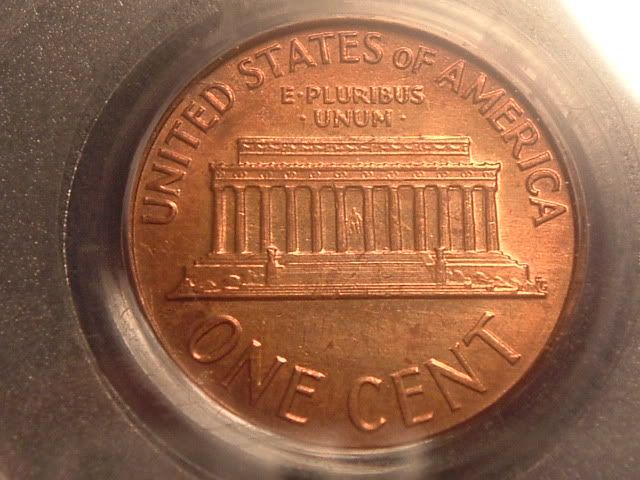 UNITED STATES OF AMERICA
E·PLURIBUS
·UNUM·
ONE CENT